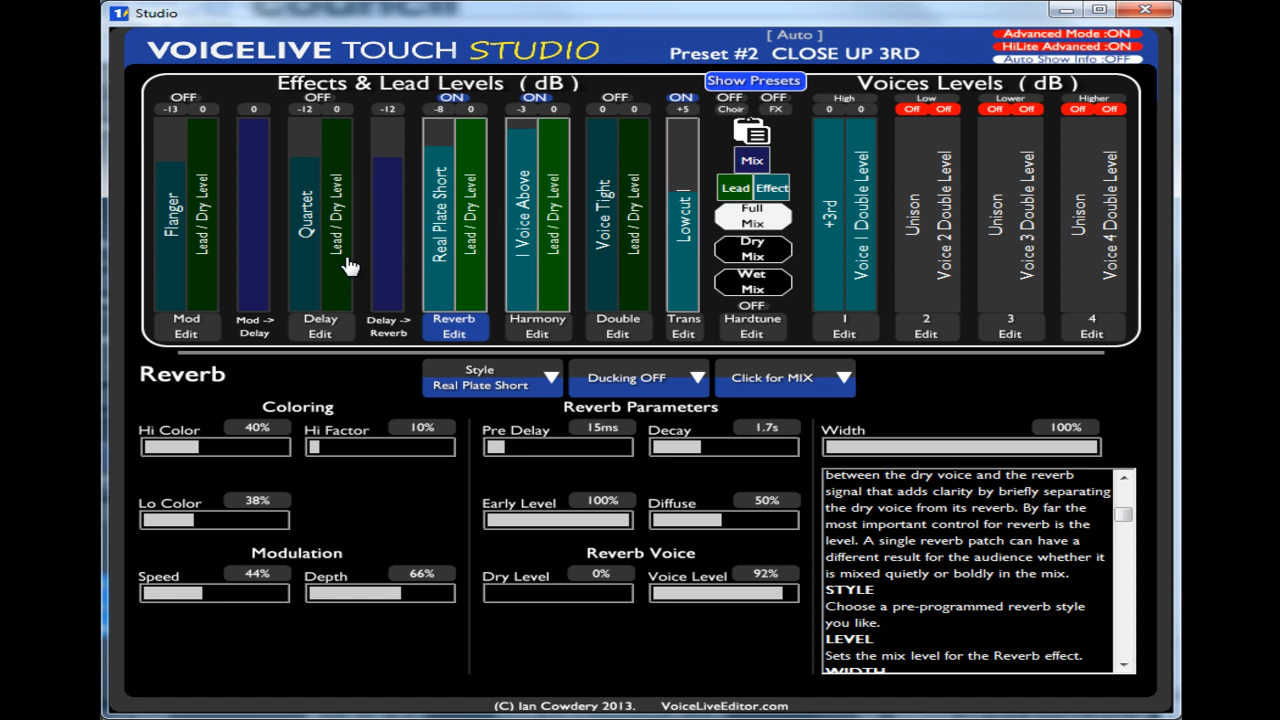 Studio
VOICELIVE TOUCH STUDIO
[ Auto ]
Preset #2 CLOSE UP 3RD
Advanced Mode :ON
HiLite Advanced :ON
Auto Show Info :OFF
Effects & Lead Levels ( dB )
Show Presets
Voices Levels ( dB )
OFF OFF ON ON OFF ON OFF OFF High Low Lower Higher
-13 0 0 0 -12 -8 0 -3 0 0 0 +5 Choir FX 0 +5 Off Off Off Off Off Off
Flanger
Lead / Dry Level
Quartet
Lead / Dry Level
Real Plate Short
Lead / Dry Level
1 Voice Above
Lead / Dry Level
Voice Tight
Lead / Dry Level
Lowcut 1
Mix
Lead Effect
Full
Mix
Dry
Mix
Wet
Mix
OFF
+3rd
Voice 1 Double Level
Unison
Voice 2 Double Level
Unison
Voice 3 Double Level
Unison
Voice 4 Double Level
Mod
Edit
Mod ->
Delay
Delay
Edit
Delay ->
Reverb
Reverb
Edit
Harmony
Edit
Double
Edit
Trans
Edit
Hardtune
Edit
1
Edit
2
Edit
3
Edit
4
Edit
Reverb
Style
Real Plate Short
Ducking OFF
Click for MIX
Coloring
Hi Color 40% Hi Factor 10%
Lo Color 38%
Modulation
Speed 44% Depth 66%
Reverb Parameters
Pre Delay 15ms Decay 1.7s
Early Level 100% Diffuse 50%
Reverb Voice
Dry Level 0% Voice Level 92%
Width 100%
between the dry voice and the reverb
signal that adds clarity by briefly separating
the dry voice from its reverb. By far the
most important control for reverb is the
level. A single reverb patch can have a
different result for the audience whether it
is mixed quietly or boldly in the mix.
STYLE
Choose a pre-programmed reverb style
you like.
LEVEL
Sets the mix level for the Reverb effect.
WIDTH
(C) Ian Cowdery 2013. VoiceLiveEditor.com